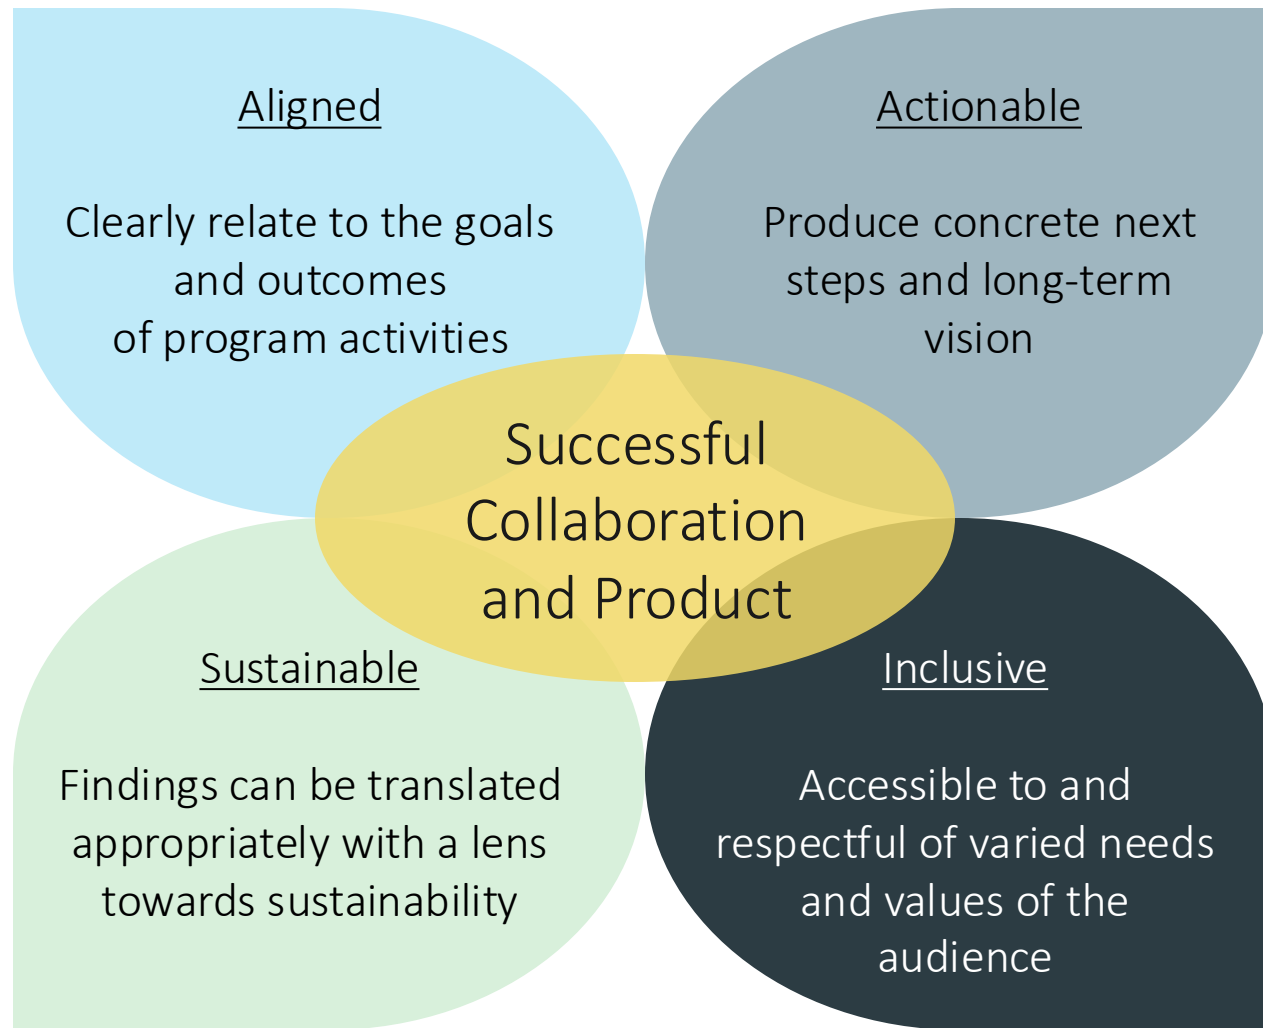 Aligned
Clearly relate to the goals
and outcomes
of program activities
Actionable
Produce concrete next
steps and long-term
vision
Successful
Collaboration
and Product
Sustainable
Findings can be translated
appropriately with a lens
towards sustainability
Inclusive
Accessible to and
respectful of varied needs
and values of the
audience